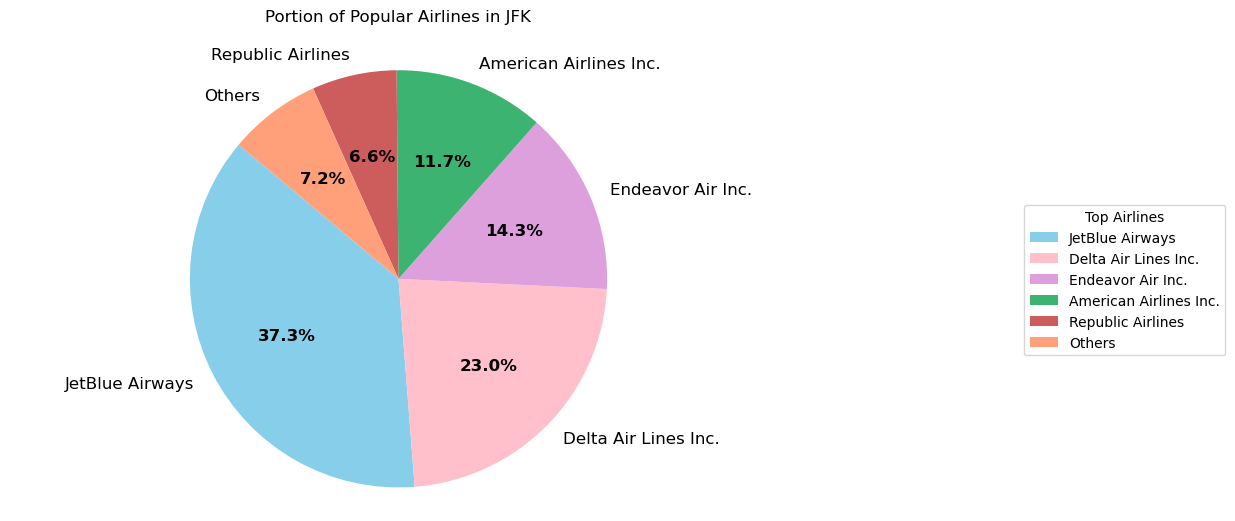 Portion of Popular Airlines in JFK
Republic Airlines
American Airlines Inc.
Others
6.6%
11.7%
7.2%
Endeavor Air Inc.
14.3%
37.3%
23.0%
JetBlue Airways
Delta Air Lines Inc.
Top Airlines
JetBlue Airways
Delta Air Lines Inc.
Endeavor Air Inc.
American Airlines Inc.
Republic Airlines
Others